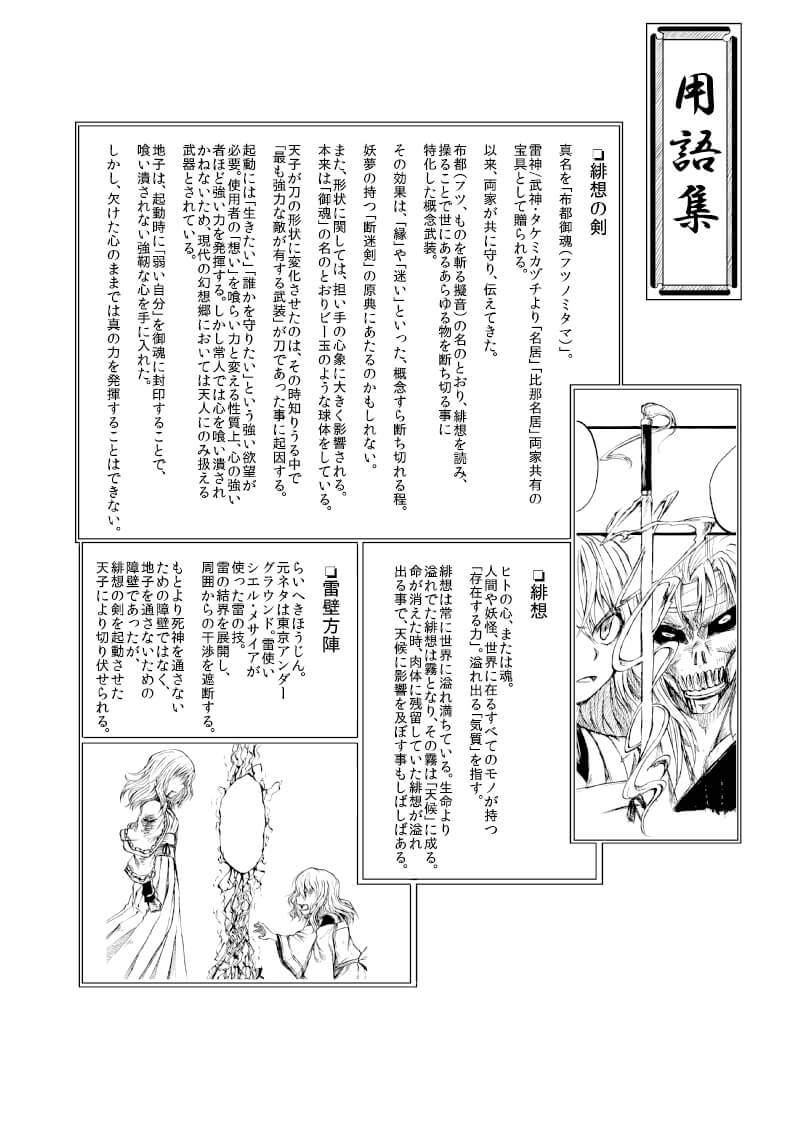 用語集
❏緋想の剣
真名を「布都御魂(フツノミタマ)」。
雷神/武神・タケミカヅチより「名居」「比那名居」両家共有の
宝具として贈られる。
以来、両家が共に守り、伝えてきた。
布都(フツ、ものを斬る擬音)の名のとおり、緋想を読み、
操ることで世にあるあらゆる物を断ち切る事に
特化した概念武装。
その効果は、「縁」や「迷い」といった、概念すら断ち切れる程。
妖夢の持つ「断迷剣」の原典にあたるのかもしれない。
また、形状に関しては、担い手の心象に大きく影響される。
本来は「御魂」の名のとおりビー玉のような球体をしている。
天子が刀の形状に変化させたのは、その時知りうる中で
「最も強力な敵が有する武装」が刀であった事に起因する。
起動には「生きたい」「誰かを守りたい」という強い欲望が
必要。使用者の「想い」を喰らい力と変える性質上、心の強い
者ほど強い力を発揮する。しかし常人では心を喰い潰され
かねないため、現代の幻想郷においては天人にのみ扱える
武器とされている。
地子は、起動時に「弱い自分」を御魂に封印することで、
喰い潰されない強靭な心を手に入れた。
しかし、欠けた心のままでは真の力を発揮することはできない。
❏緋想
ヒトの心、または魂。
人間や妖怪、世界に在るすべてのモノが持つ
「存在する力」。溢れ出る「気質」を指す。
緋想は常に世界に溢れ満ちている。生命より
溢れでた緋想は霧となり、その霧は「天候」に成る。
命が消えた時、肉体に残留していた緋想が溢れ
出る事で、天候に影響を及ぼす事もしばしばある。
❏雷壁方陣
らいへきほうじん。
元ネタは東京アンダー
グラウンド。雷使い
シエル・メサイアが
使った雷の技。
雷の結界を展開し、
周囲からの干渉を遮断する。
もとより死神を通さない
ための障壁ではなく、
地子を通さないための
障壁であったが、
緋想の剣を起動させた
天子により切り伏せられる。